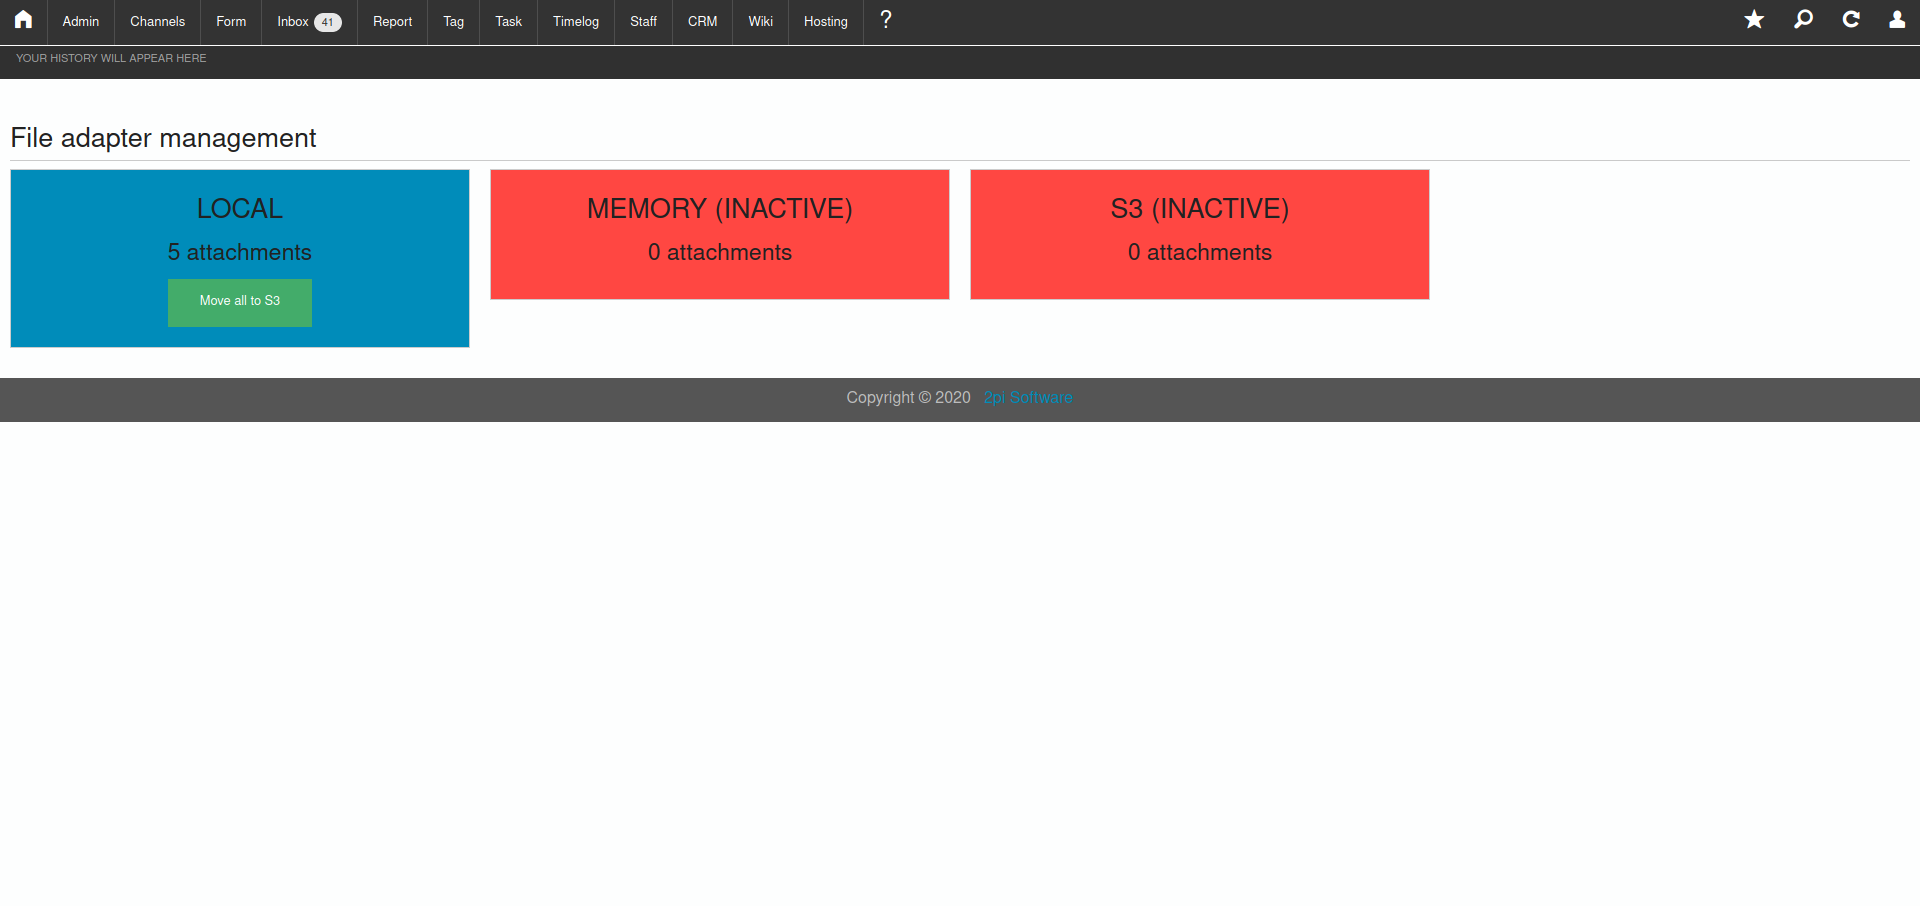 Admin Channels Form Inbox 41 Report Tag Task Timelog Staff CRM Wiki Hosting ?
YOUR HISTORY WILL APPEAR HERE
File adapter management
LOCAL
5 attachments
Move all to S3
MEMORY (INACTIVE)
0 attachments
S3 (INACTIVE)
0 attachments
Copyright © 2020 2pi Software